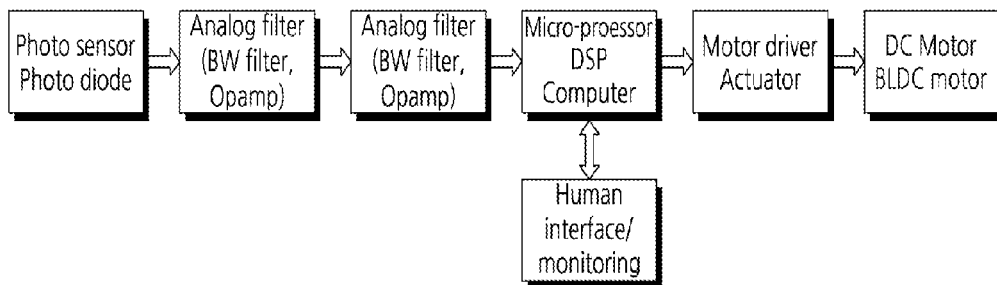 Photo sensor
Photo diode
Analog filter
(BW filter,
Opamp)
Analog filter
(BW filter,
Opamp)
Micro-proessor
DSP
Computer
Motor driver
Actuator
DC Motor
BLDC motor
Human
interface/
monitoring